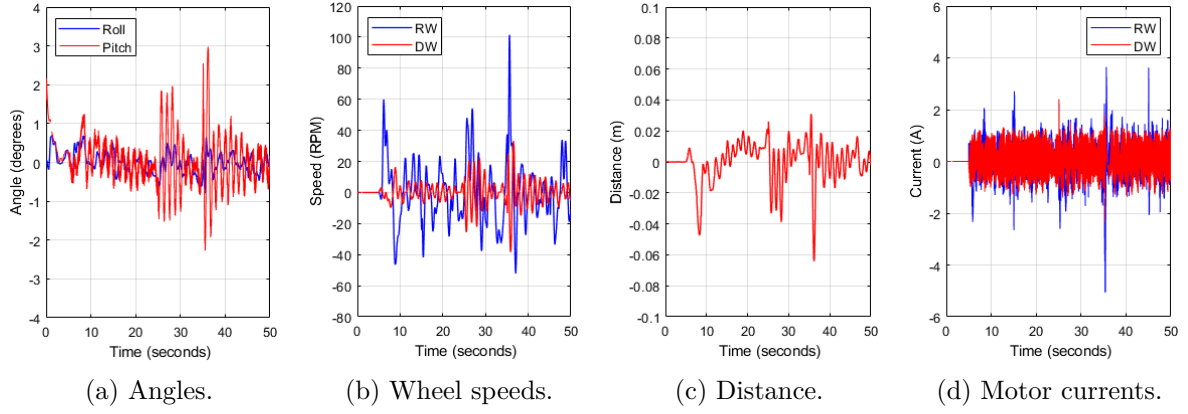 Roll
Pitch
Angle (degrees)
4
3
2
1
0
-1
-2
-3
-4
0 10 20 30 40 50
Time (seconds)
(a) Angles.
RW
DW
Speed (RPM)
120
100
80
60
40
20
0
-20
-40
-60
-80
0 10 20 30 40 50
Time (seconds)
(b) Wheel speeds.
Distance (m)
0.1
0.08
0.06
0.04
0.02
0
-0.02
-0.04
-0.06
-0.08
-0.1
0 10 20 30 40 50
Time (seconds)
(c) Distance.
RW
DW
Current (A)
6
4
2
0
-2
-4
-6
0 10 20 30 40 50
Time (seconds)
(d) Motor currents.